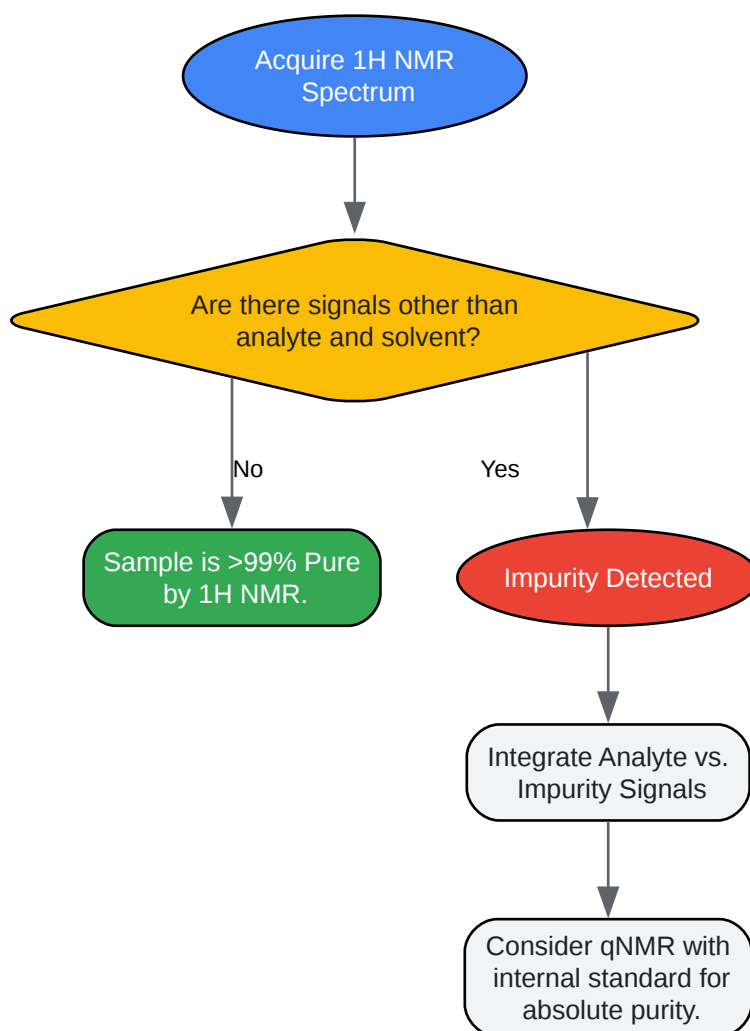 Acquire 1H NMR
Spectrum
Are there signals other than
analyte and solvent?
No
Yes
Sample is >99% Pure
by 1H NMR.
Impurity Detected
Integrate Analyte vs.
Impurity Signals
Consider qNMR with
internal standard for
absolute purity.